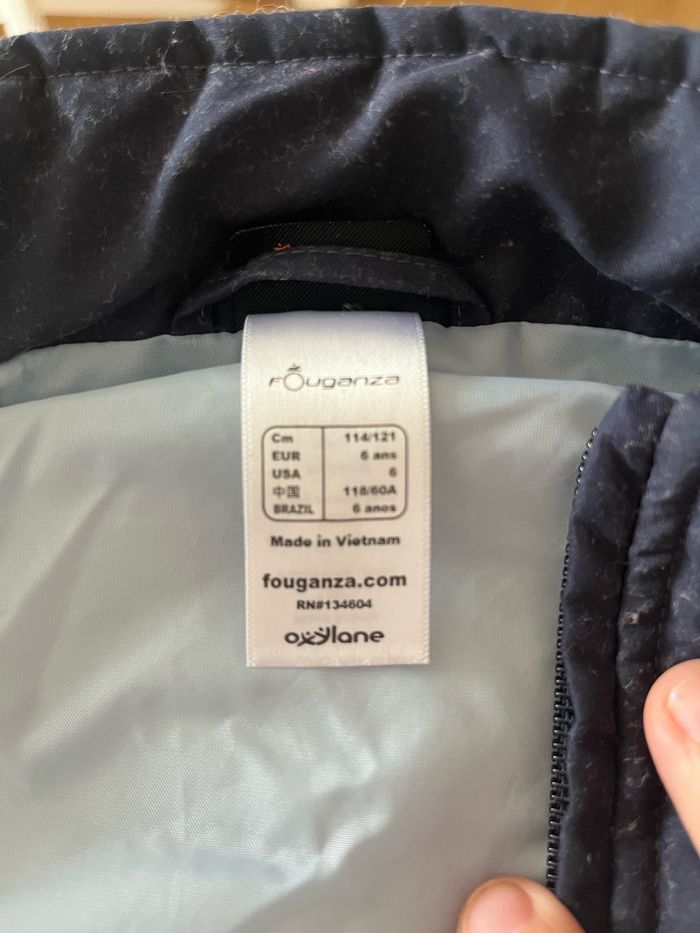 Fouganza
Cm 114/121
EUR 6 ans
USA 6
中国 118/60A
BRAZIL 6 anos
Made in Vietnam
fouganza.com
RN#134604
oxylane